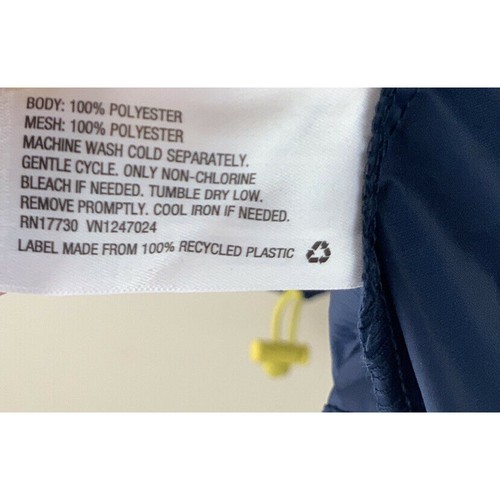 BODY: 100% POLYESTER
MESH: 100% POLYESTER
MACHINE WASH COLD SEPARATELY.
GENTLE CYCLE. ONLY NON-CHLORINE
BLEACH IF NEEDED. TUMBLE DRY LOW.
REMOVE PROMPTLY. COOL IRON IF NEEDED.
RN17730 VN1247024
LABEL MADE FROM 100% RECYCLED PLASTIC